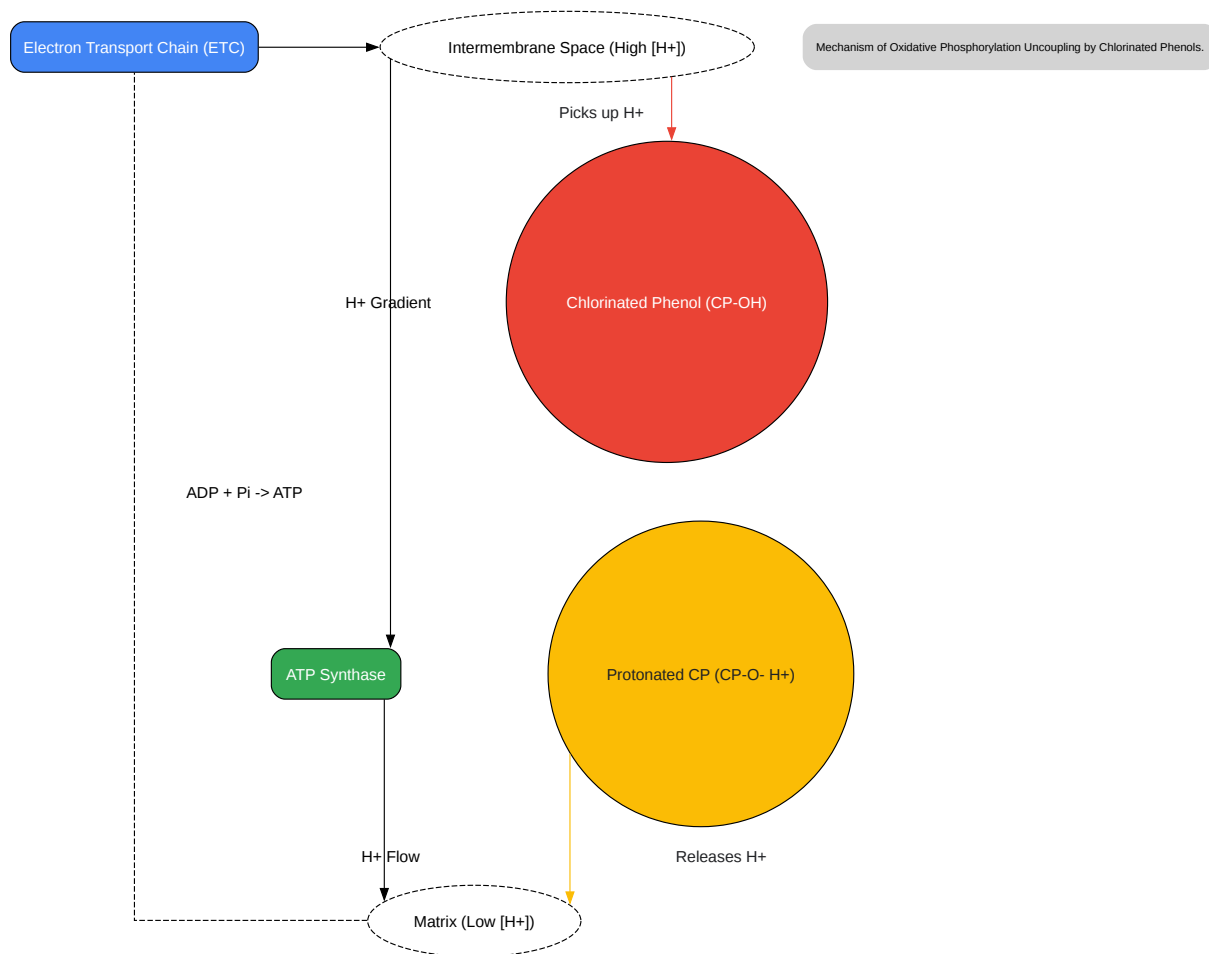 Electron Transport Chain (ETC)
Intermembrane Space (High [H+])
Mechanism of Oxidative Phosphorylation Uncoupling by Chlorinated Phenols.
Picks up H+
H+ Gradient
Chlorinated Phenol (CP-OH)
ADP + Pi -> ATP
ATP Synthase
Protonated CP (CP-O- H+)
H+ Flow
Releases H+
Matrix (Low [H+])